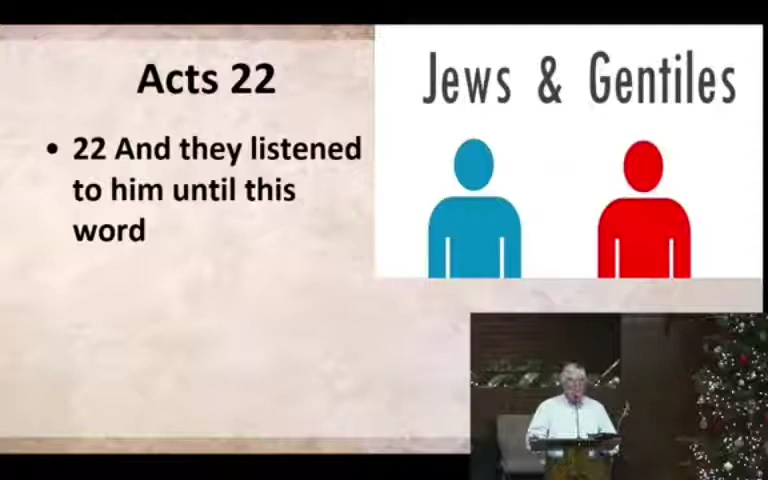 Acts 22
• 22 And they listened
to him until this
word
Jews & Gentiles